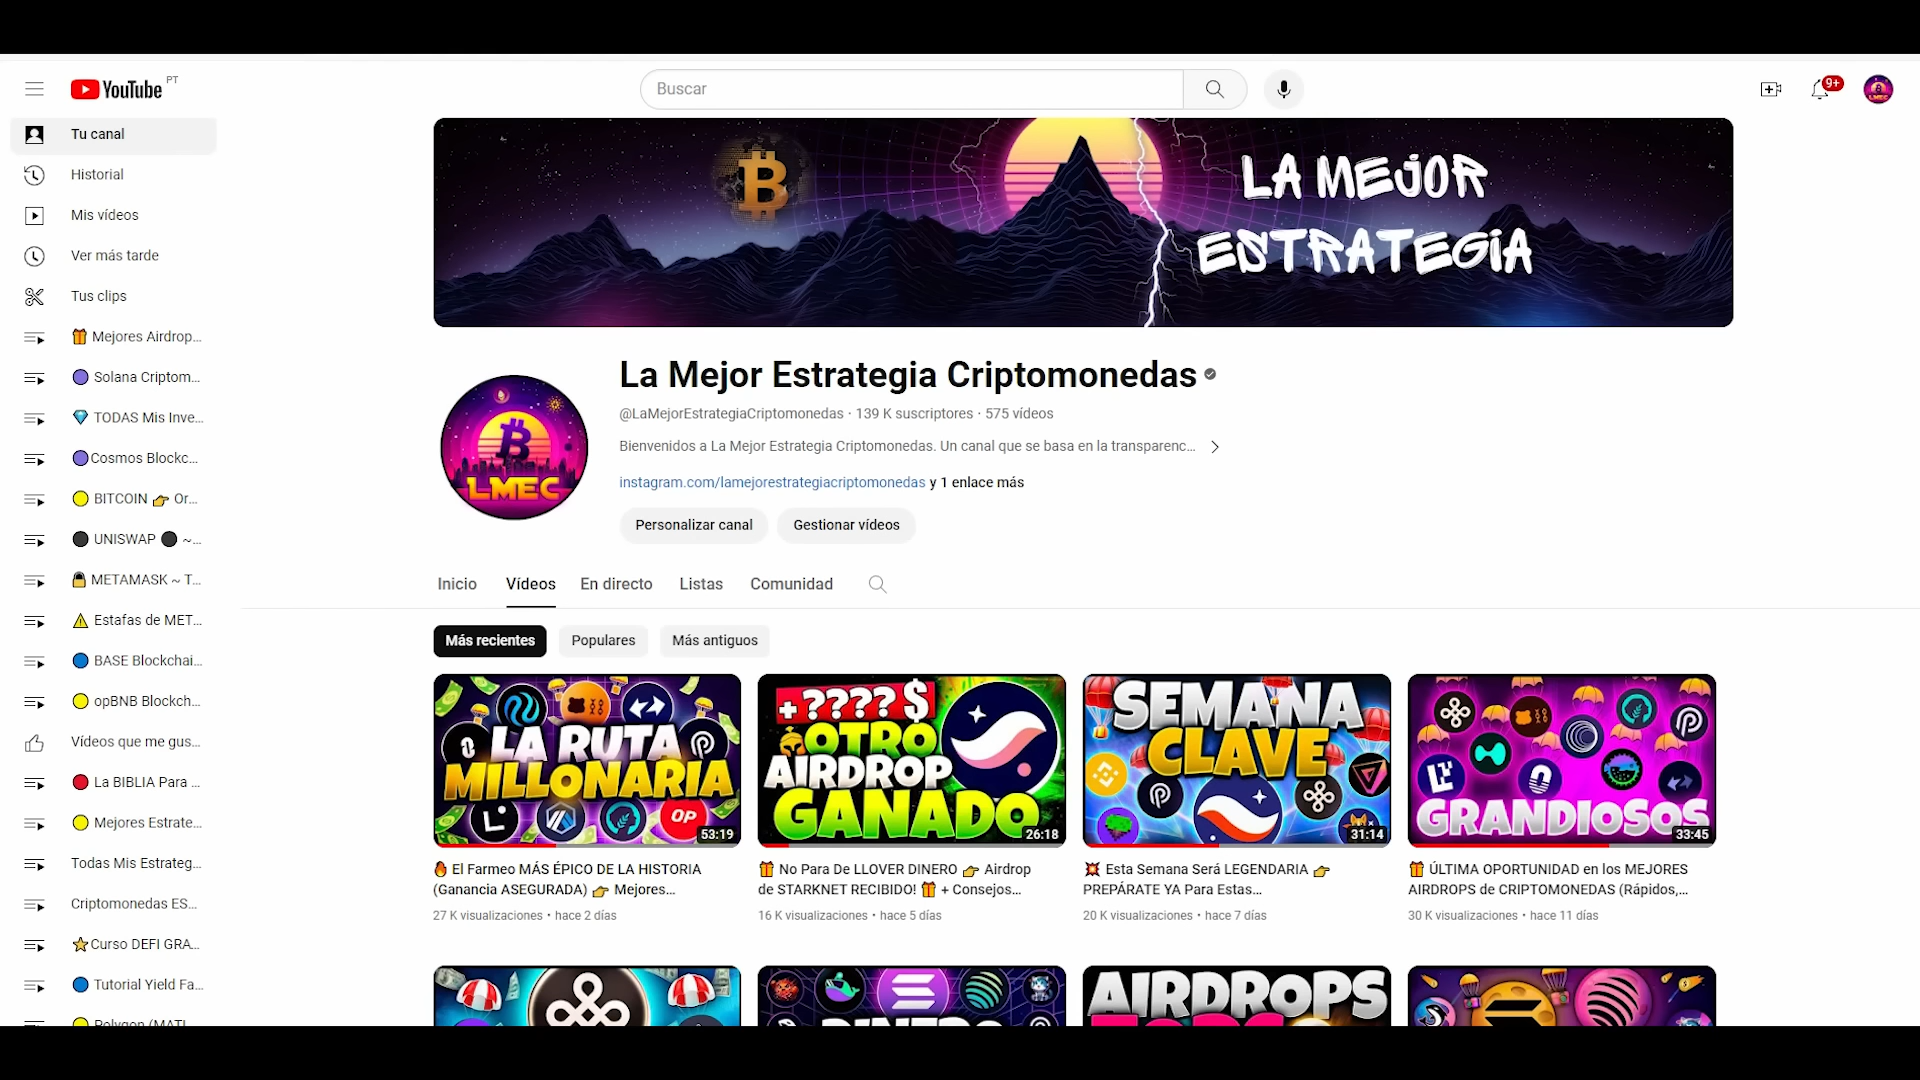 YouTube PT
Buscar
9+
Tu canal
Historial
Mis vídeos
Ver más tarde
Tus clips
🎁 Mejores Airdrop...
🟣 Solana Criptom...
💎 TODAS Mis Inve...
🟣Cosmos Blockc...
🟡 BITCOIN 👉 Or...
⚫ UNISWAP ⚫ ~...
🔒 METAMASK ~ T...
⚠️ Estafas de MET...
🔵 BASE Blockchai...
🟡 opBNB Blockch...
Vídeos que me gus...
🔴 La BIBLIA Para ...
🟡 Mejores Estrate...
Todas Mis Estrateg...
Criptomonedas ES...
⭐Curso DEFI GRA...
🔵 Tutorial Yield Fa...
LA MEJOR
ESTRATEGIA
LMEC
La Mejor Estrategia Criptomonedas
@LaMejorEstrategiaCriptomonedas · 139 K suscriptores · 575 vídeos
Bienvenidos a La Mejor Estrategia Criptomonedas. Un canal que se basa en la transparenc...
instagram.com/lamejorestrategiacriptomonedas y 1 enlace más
Personalizar canal
Gestionar vídeos
Inicio
Vídeos
En directo
Listas
Comunidad
Más recientes
Populares
Más antiguos
LA RUTA
MILLONARIA
OP
53:19
🔥 El Farmeo MÁS ÉPICO DE LA HISTORIA
(Ganancia ASEGURADA) 👉 Mejores...
27 K visualizaciones • hace 2 días
+???? $
OTRO
AIRDROP
GANADO
26:18
🎁 No Para De LLOVER DINERO 👉 Airdrop
de STARKNET RECIBIDO! 🎁 + Consejos...
16 K visualizaciones • hace 5 días
SEMANA
CLAVE
31:14
💥 Esta Semana Será LEGENDARIA 👉
PREPÁRATE YA Para Estas...
20 K visualizaciones • hace 7 días
GRANDIOSOS
33:45
🎁 ÚLTIMA OPORTUNIDAD en los MEJORES
AIRDROPS de CRIPTOMONEDAS (Rápidos,...
30 K visualizaciones • hace 11 días
AIRDROPS